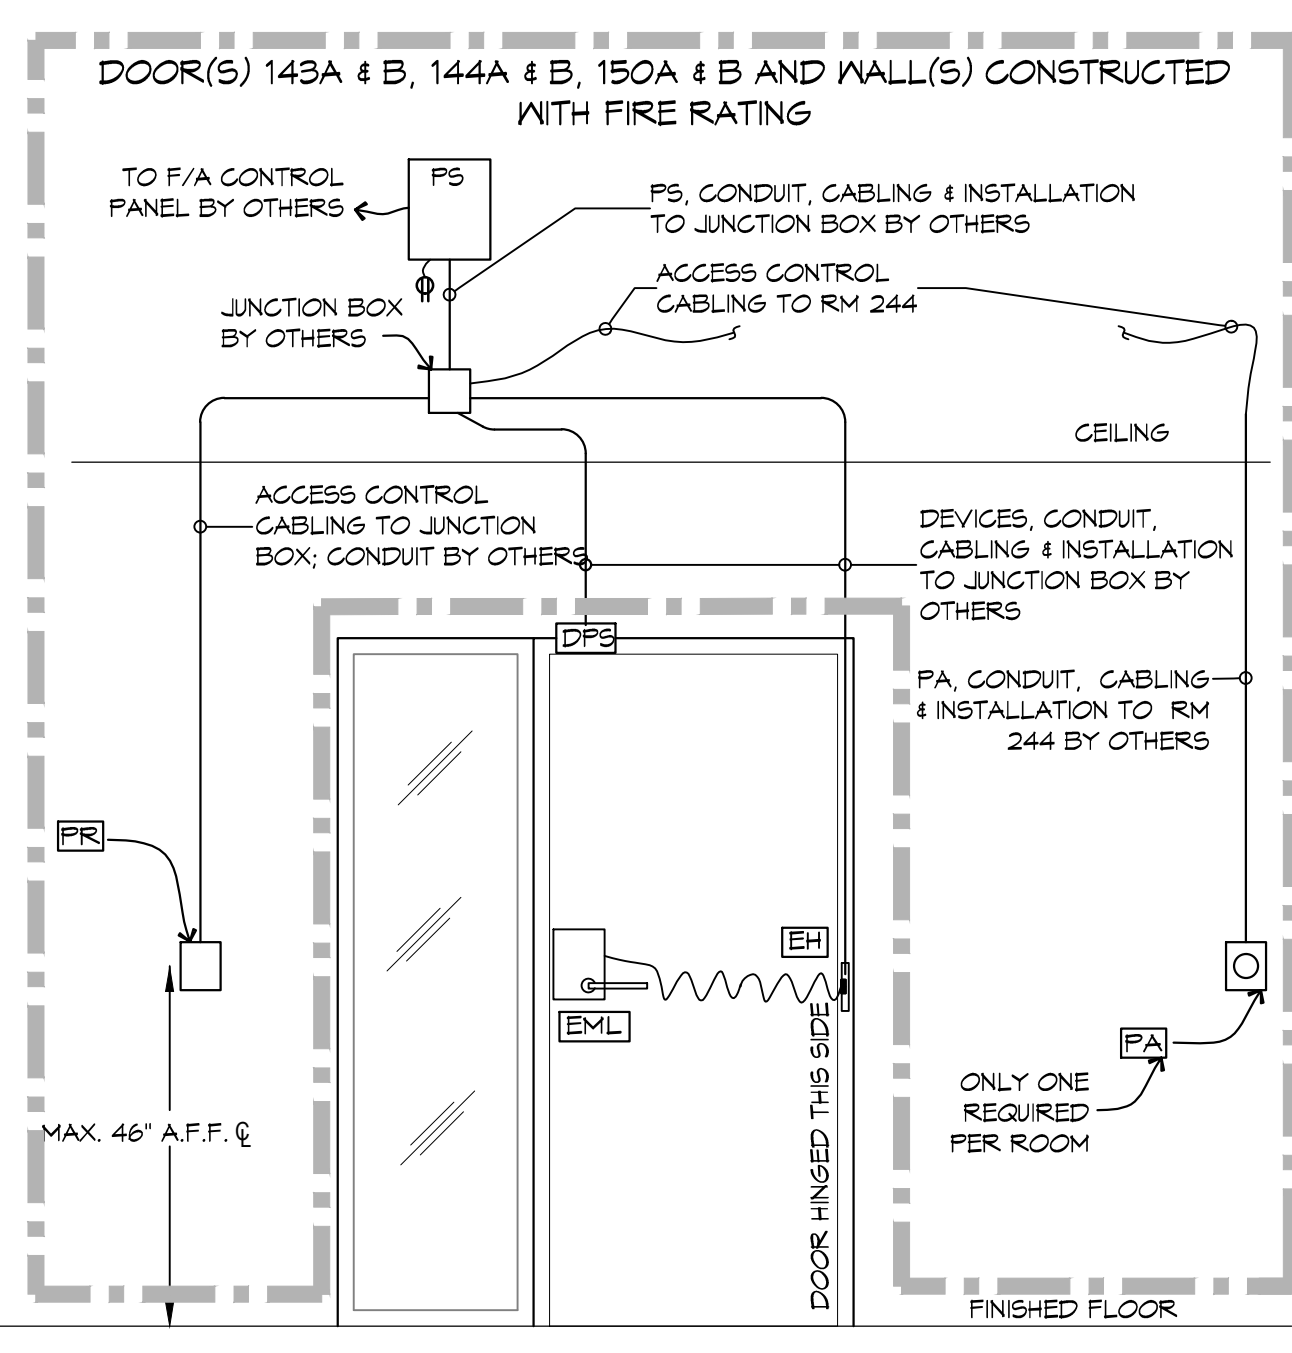 DOOR(S) 143A & B, 144A & B, 150A & B AND WALL(S) CONSTRUCTED
WITH FIRE RATING
TO F/A CONTROL
PANEL BY OTHERS
PS
PS, CONDUIT, CABLING & INSTALLATION
TO JUNCTION BOX BY OTHERS
ACCESS CONTROL
CABLING TO RM 244
JUNCTION BOX
BY OTHERS
CEILING
ACCESS CONTROL
CABLING TO JUNCTION
BOX; CONDUIT BY OTHERS
DEVICES, CONDUIT,
CABLING & INSTALLATION
TO JUNCTION BOX BY
OTHERS
DPS
PA, CONDUIT, CABLING
& INSTALLATION TO RM
244 BY OTHERS
PR
EH
EML
DOOR HINGED THIS SIDE
PA
ONLY ONE
REQUIRED
PER ROOM
MAX. 46" A.F.F. ℄
FINISHED FLOOR